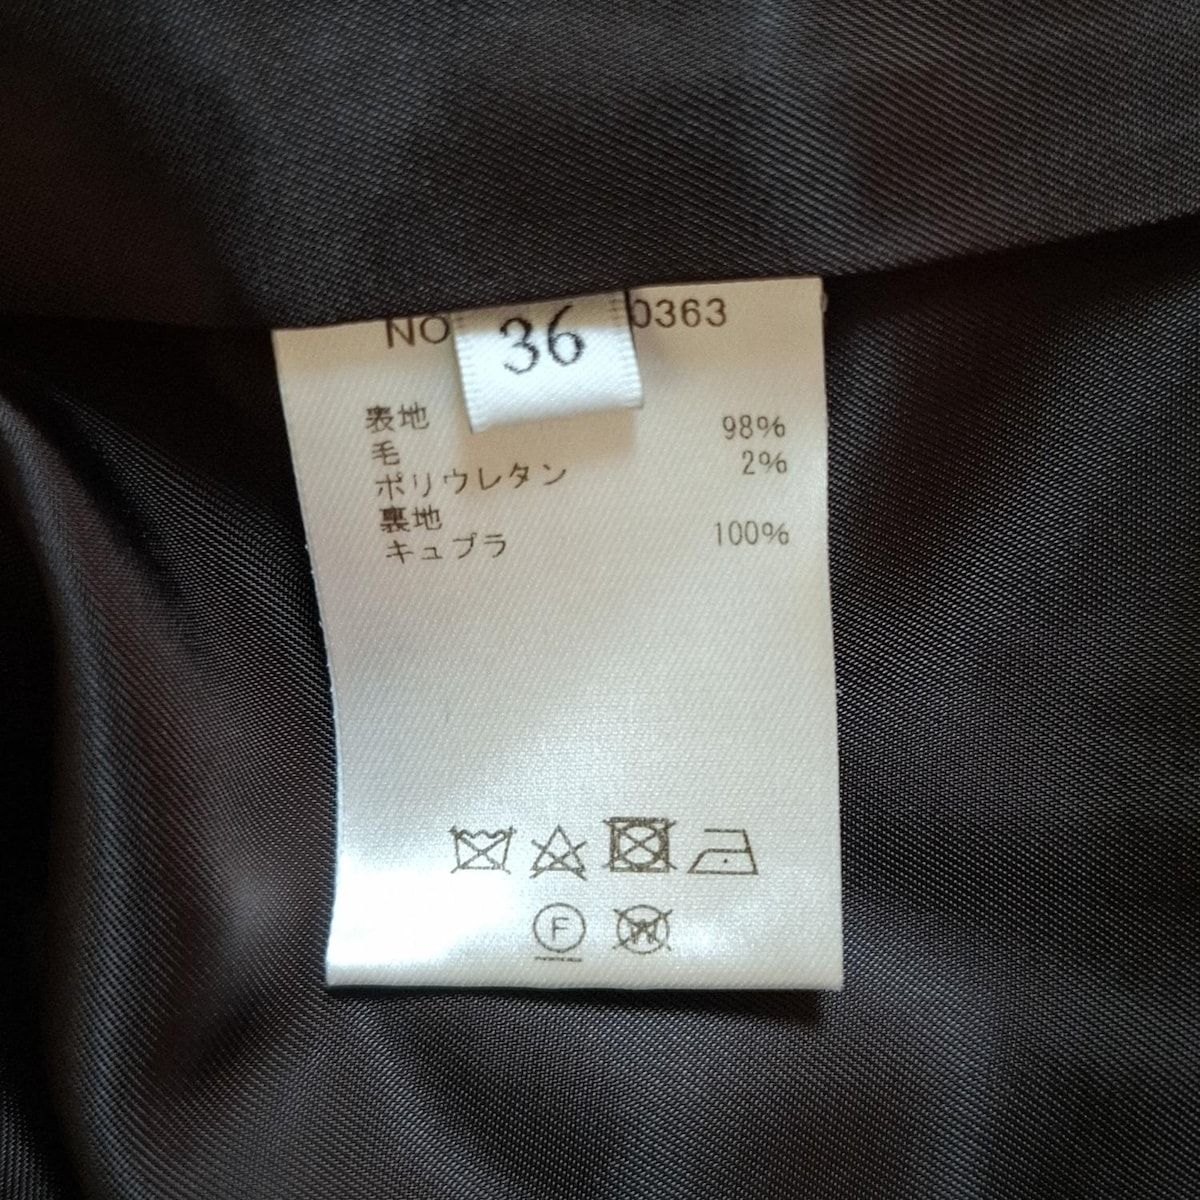 NO 0363
36
表地
毛 98%
ポリウレタン 2%
裏地
キュプラ 100%
F
W